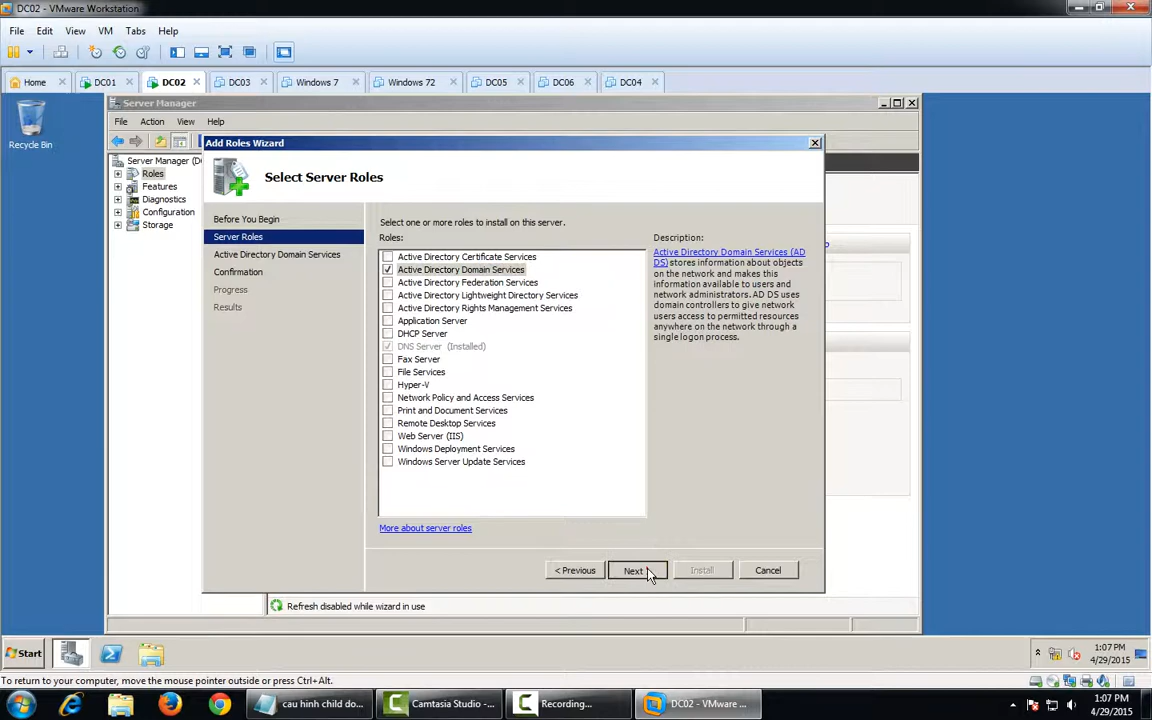 DC02 - VMware Workstation
File Edit View VM Tabs Help
Home DC01 DC02 DC03 Windows 7 Windows 72 DC05 DC06 DC04
Recycle Bin
Server Manager
File Action View Help
Server Manager (D
Roles
Features
Diagnostics
Configuration
Storage
Add Roles Wizard
Select Server Roles
Before You Begin
Server Roles
Active Directory Domain Services
Confirmation
Progress
Results
Select one or more roles to install on this server.
Roles:
Active Directory Certificate Services
Active Directory Domain Services
Active Directory Federation Services
Active Directory Lightweight Directory Services
Active Directory Rights Management Services
Application Server
DHCP Server
DNS Server (Installed)
Fax Server
File Services
Hyper-V
Network Policy and Access Services
Print and Document Services
Remote Desktop Services
Web Server (IIS)
Windows Deployment Services
Windows Server Update Services
More about server roles
Description:
Active Directory Domain Services (AD
DS) stores information about objects
on the network and makes this
information available to users and
network administrators. AD DS uses
domain controllers to give network
users access to permitted resources
anywhere on the network through a
single logon process.
< Previous Next Install Cancel
Refresh disabled while wizard in use
Start
1:07 PM
4/29/2015
To return to your computer, move the mouse pointer outside or press Ctrl+Alt.
cau hinh child do... Camtasia Studio -... Recording... DC02 - VMware ...
1:07 PM
4/29/2015